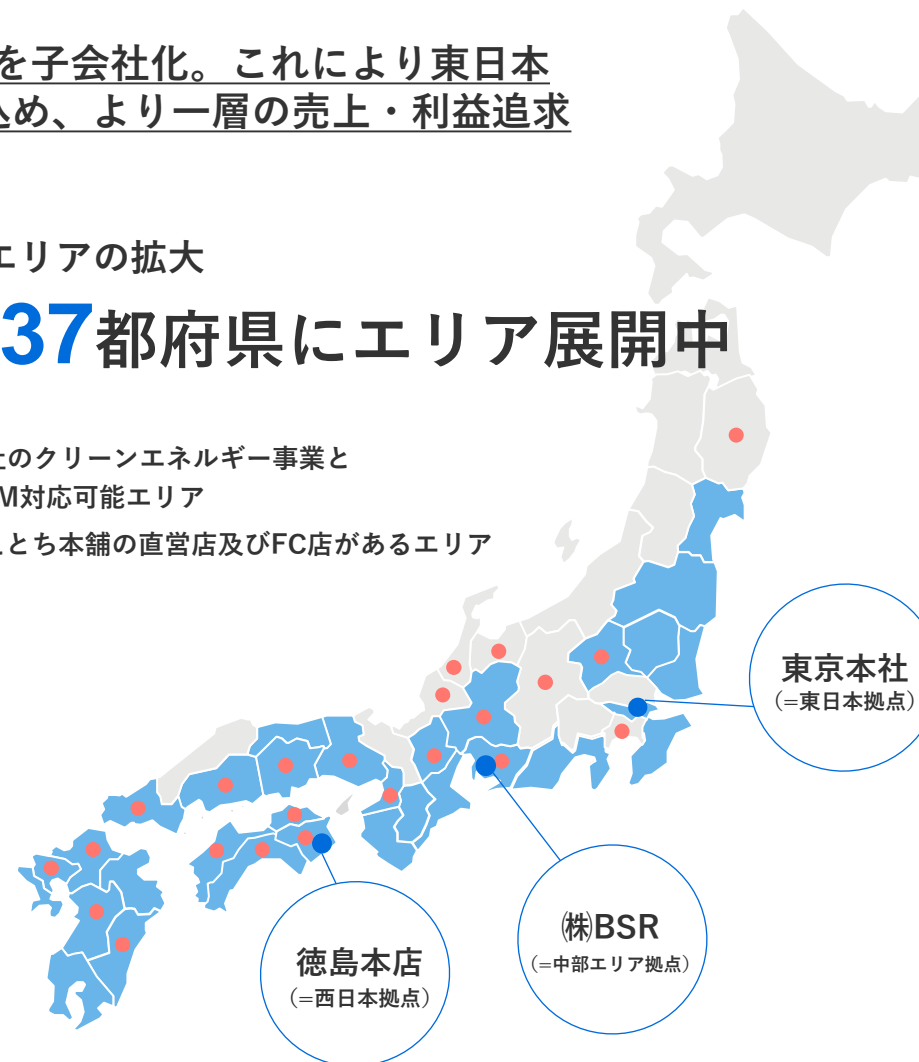 を子会社化。これにより東日本
め、より一層の売上・利益追求
エリアの拡大
37都府県にエリア展開中
のクリーンエネルギー事業と
M対応可能エリア
とち本舗の直営店及びFC店があるエリア
東京本社
(=東日本拠点)
㈱BSR
(=中部エリア拠点)
徳島本店
(=西日本拠点)